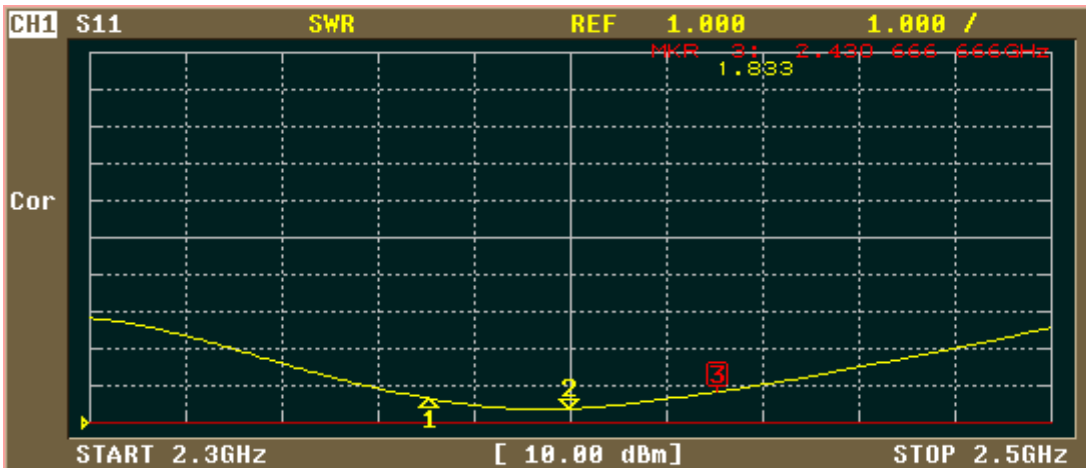 CH1 S11 SWR REF 1.000 1.000 /
MKR 3: 2.430 666 666GHz
1.833
Cor
3
2
1
START 2.3GHz [ 10.00 dBm] STOP 2.5GHz